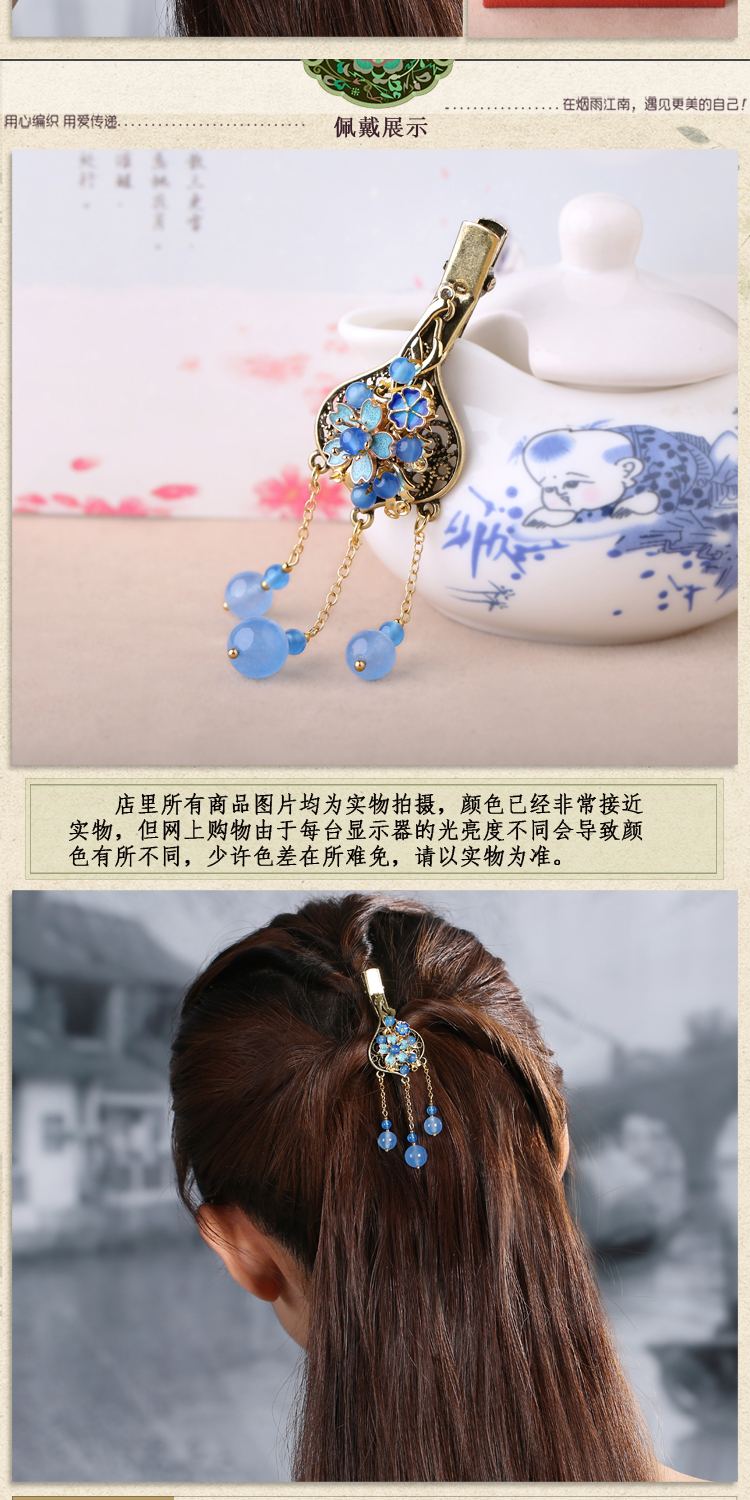 在烟雨江南，遇见更美的自己!
用心编织 用爱传递
佩戴展示
店里所有商品图片均为实物拍摄，颜色已经非常接近
实物，但网上购物由于每台显示器的光亮度不同会导致颜
色有所不同，少许色差在所难免，请以实物为准。